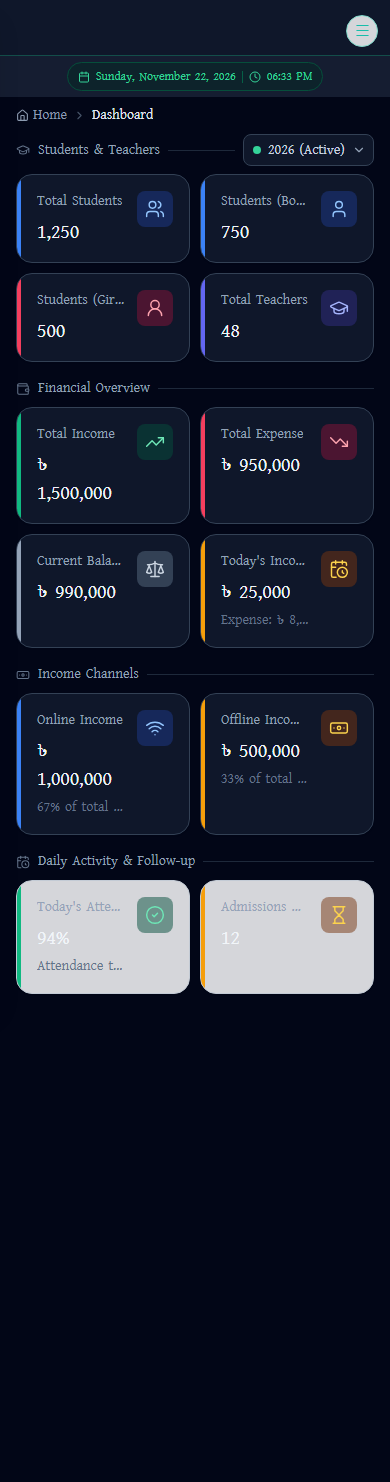 Sunday, November 22, 2026 | 06:33 PM
Home > Dashboard
Students & Teachers
2026 (Active)
Total Students
1,250
Students (Bo...
750
Students (Gir...
500
Total Teachers
48
Financial Overview
Total Income
৳
1,500,000
Total Expense
৳ 950,000
Current Bala...
৳ 990,000
Today's Inco...
৳ 25,000
Expense: ৳ 8,...
Income Channels
Online Income
৳
1,000,000
67% of total ...
Offline Inco...
৳ 500,000
33% of total ...
Daily Activity & Follow-up
Today's Atte...
94%
Attendance t...
Admissions ...
12